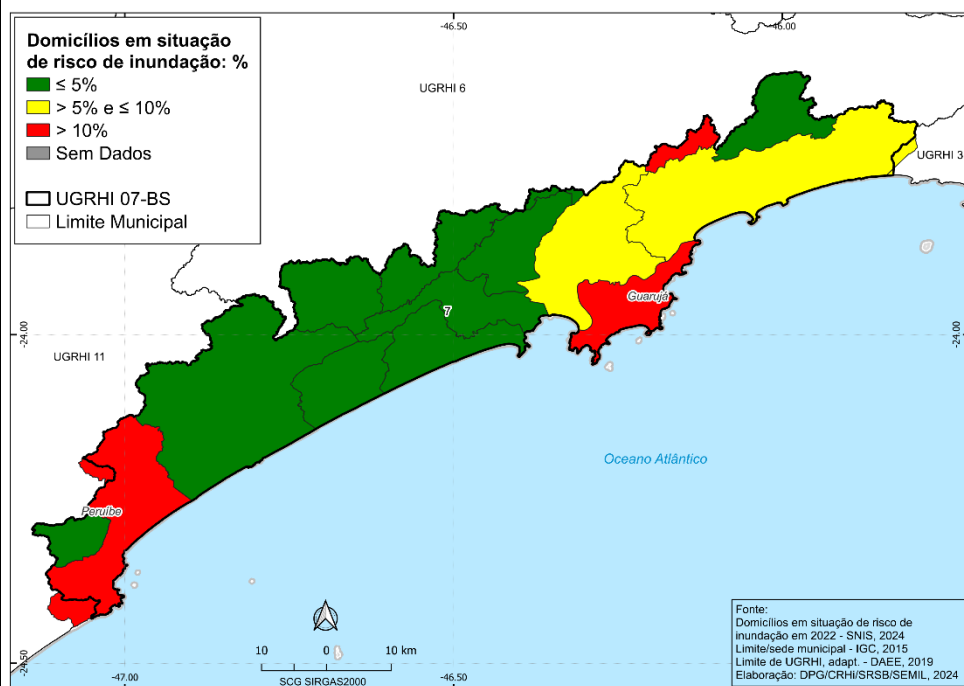 Domicílios em situação
de risco de inundação: %
≤ 5%
> 5% e ≤ 10%
> 10%
Sem Dados
UGRHI 07-BS
Limite Municipal
-46.50
-46.00
UGRHI 6
UGRHI 3
Guarujá
7
-24.00
-24.00
UGRHI 11
Oceano Atlântico
Peruíbe
10 0 10 km
SCG SIRGAS2000
Fonte:
Domicílios em situação de risco de
inundação em 2022 - SNIS, 2024
Limite/sede municipal - IGC, 2015
Limite de UGRHI, adapt. - DAEE, 2019
Elaboração: DPG/CRHi/SRSB/SEMIL, 2024
-24.50
-47.00
-46.50